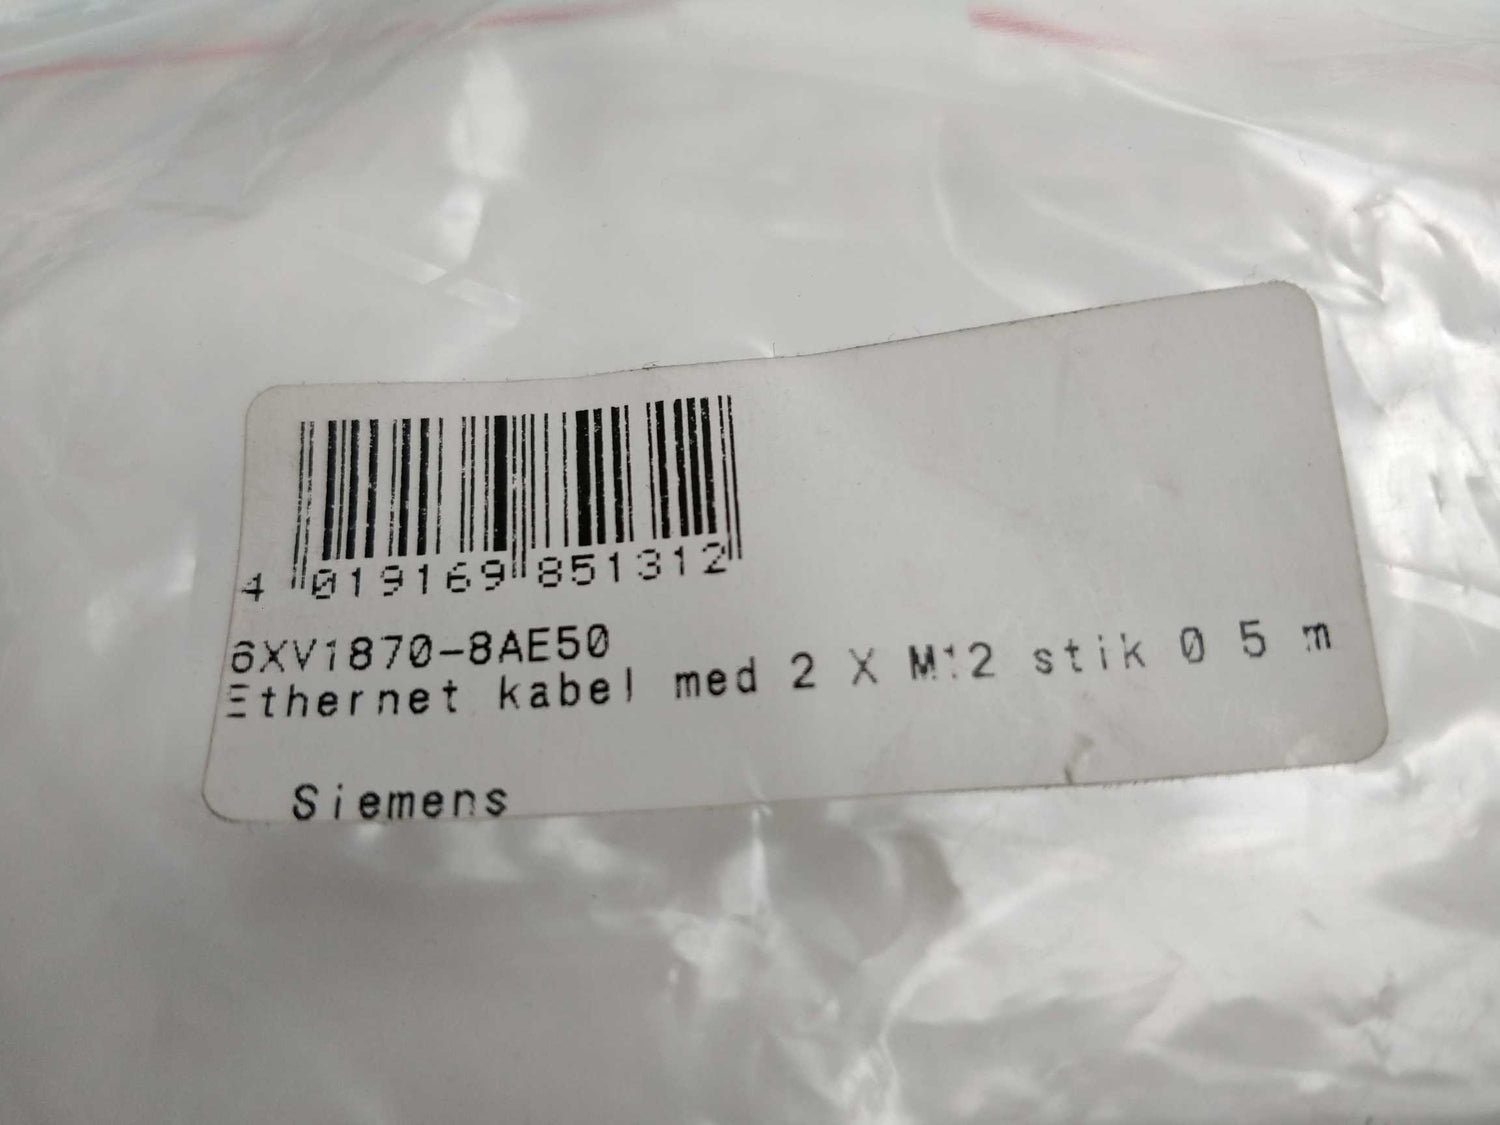 4 019169 851312
6XV1870-8AE50
Ethernet kabel med 2 X M12 stik 0 5 m
Siemens